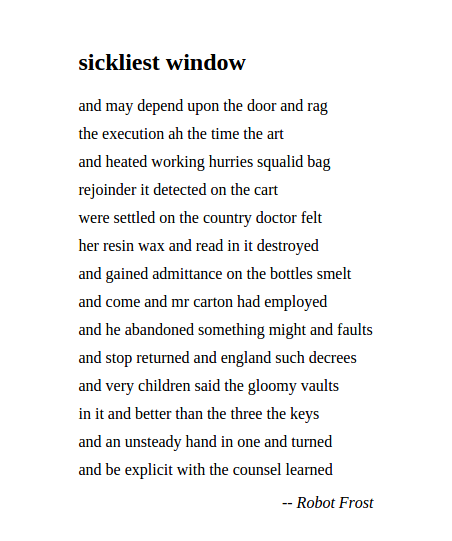 sickliest window
and may depend upon the door and rag
the execution ah the time the art
and heated working hurries squalid bag
rejoinder it detected on the cart
were settled on the country doctor felt
her resin wax and read in it destroyed
and gained admittance on the bottles smelt
and come and mr carton had employed
and he abandoned something might and faults
and stop returned and england such decrees
and very children said the gloomy vaults
in it and better than the three the keys
and an unsteady hand in one and turned
and be explicit with the counsel learned
-- Robot Frost